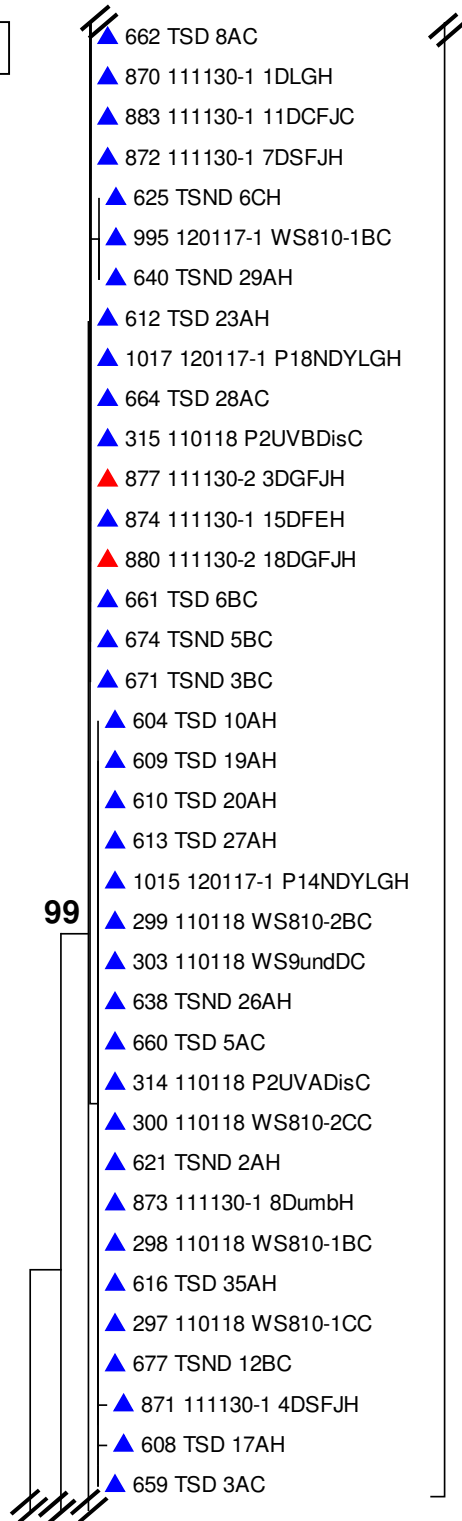 662 TSD 8AC
870 111130-1 1DLGH
883 111130-1 11DCFJC
872 111130-1 7DSFJH
625 TSND 6CH
995 120117-1 WS810-1BC
640 TSND 29AH
612 TSD 23AH
1017 120117-1 P18NDYLGH
664 TSD 28AC
315 110118 P2UVBDisC
877 111130-2 3DGFJH
874 111130-1 15DFEH
880 111130-2 18DGFJH
661 TSD 6BC
674 TSND 5BC
671 TSND 3BC
604 TSD 10AH
609 TSD 19AH
610 TSD 20AH
613 TSD 27AH
1015 120117-1 P14NDYLGH
99
299 110118 WS810-2BC
303 110118 WS9undDC
638 TSND 26AH
660 TSD 5AC
314 110118 P2UVADisC
300 110118 WS810-2CC
621 TSND 2AH
873 111130-1 8DumbH
298 110118 WS810-1BC
616 TSD 35AH
297 110118 WS810-1CC
677 TSND 12BC
871 111130-1 4DSFJH
608 TSD 17AH
659 TSD 3AC